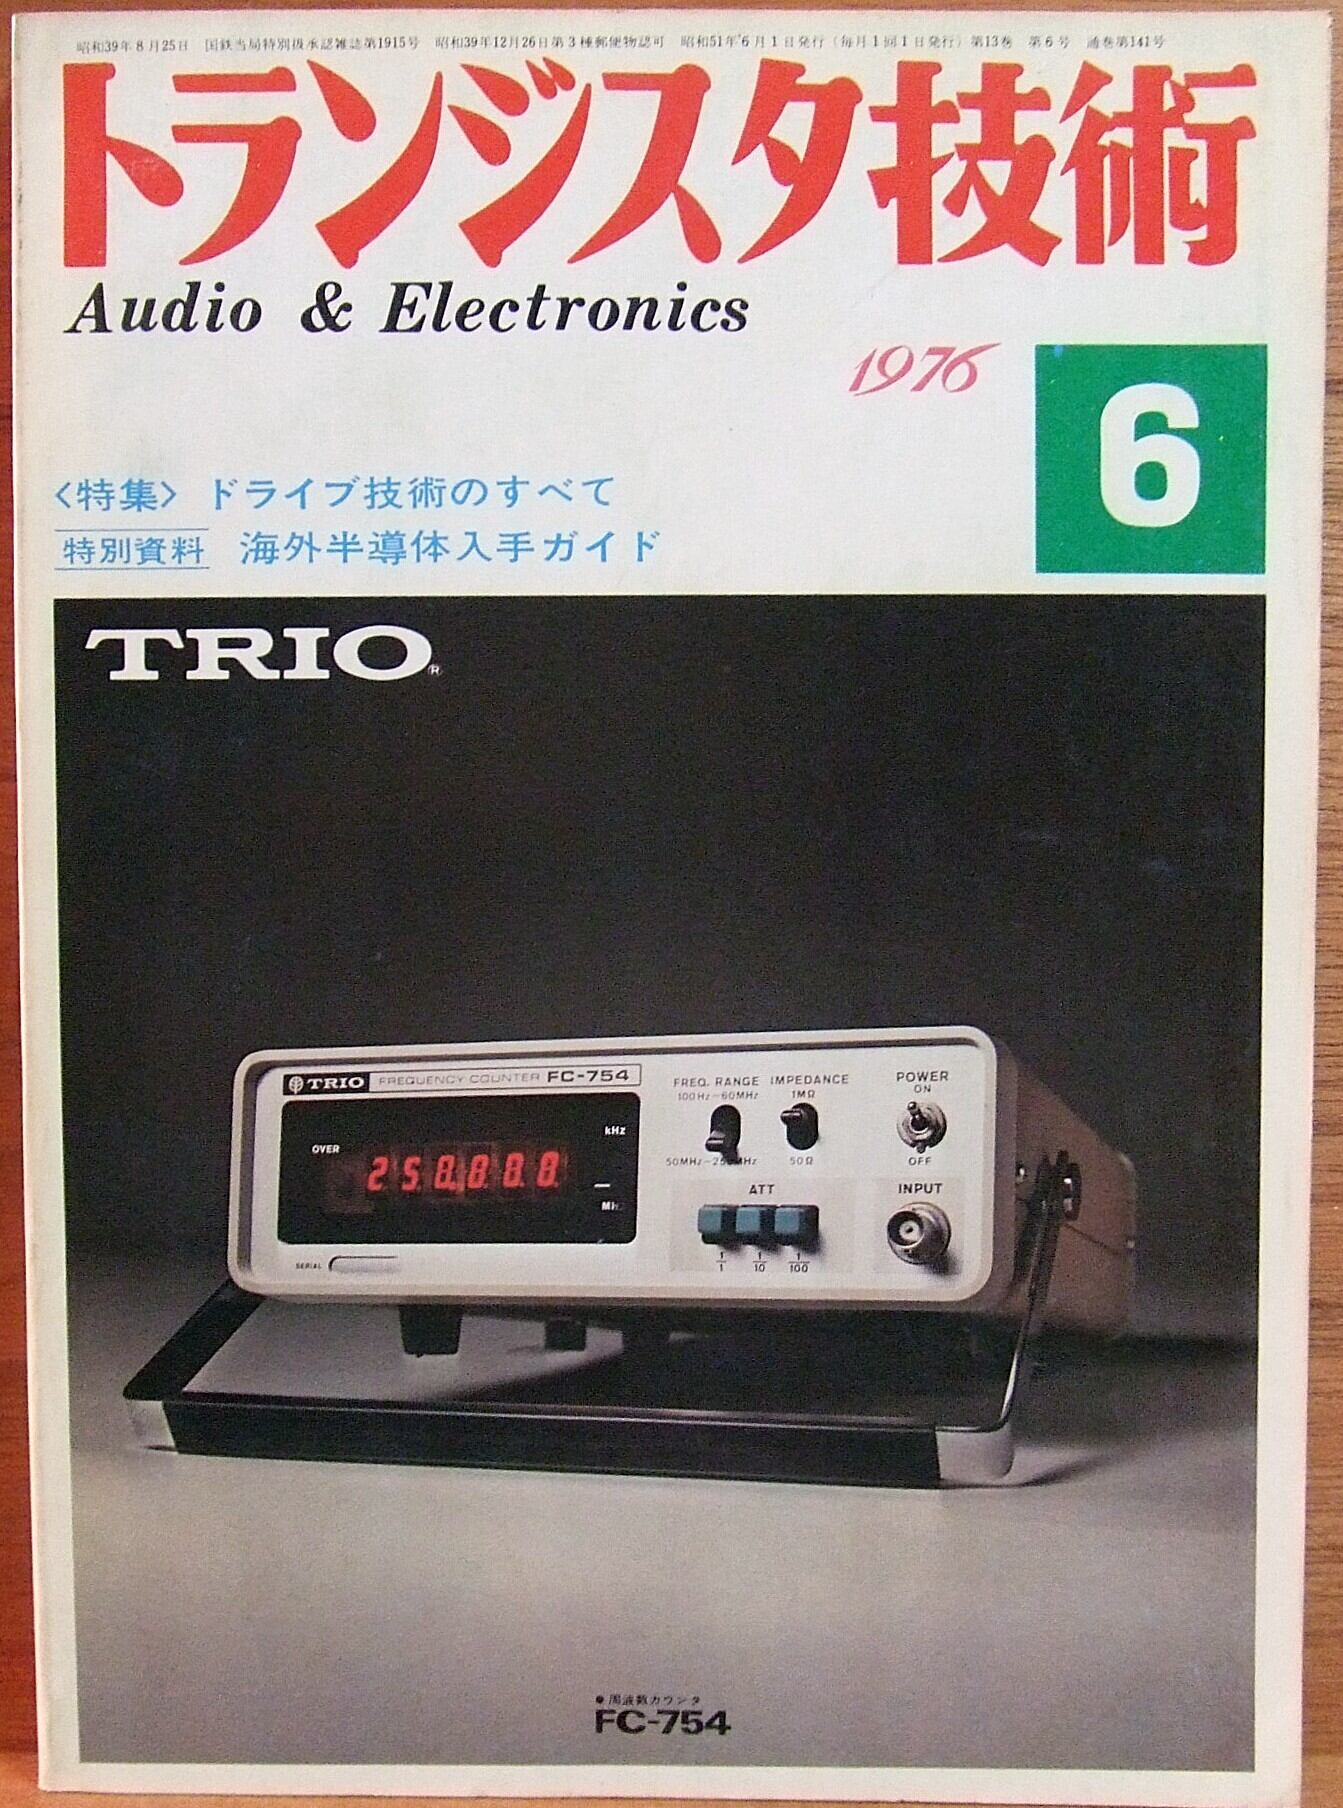 昭和39年8月25日 国鉄当局特別扱承認雑誌第1915号 昭和39年12月26日第3種郵便物認可 昭和51年6月1日発行(毎月1回1日発行)第13巻 第6号 通巻第141号
トランジスタ技術
Audio & Electronics
1976
6
〈特集〉 ドライブ技術のすべて
特別資料 海外半導体入手ガイド
TRIO®
TRIO FREQUENCY COUNTER FC-754
FREQ. RANGE IMPEDANCE POWER
100Hz-60MHz 1MΩ ON
kHz
OVER
250.000.0
MHz
50MHz-250MHz 50Ω OFF
ATT INPUT
1/1 1/10 1/100
SERIAL
●周波数カウンタ
FC-754